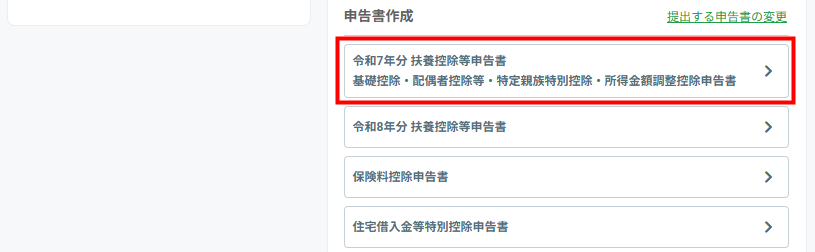 申告書作成
提出する申告書の変更
令和7年分 扶養控除等申告書
基礎控除・配偶者控除等・特定親族特別控除・所得金額調整控除申告書
令和8年分 扶養控除等申告書
保険料控除申告書
住宅借入金等特別控除申告書